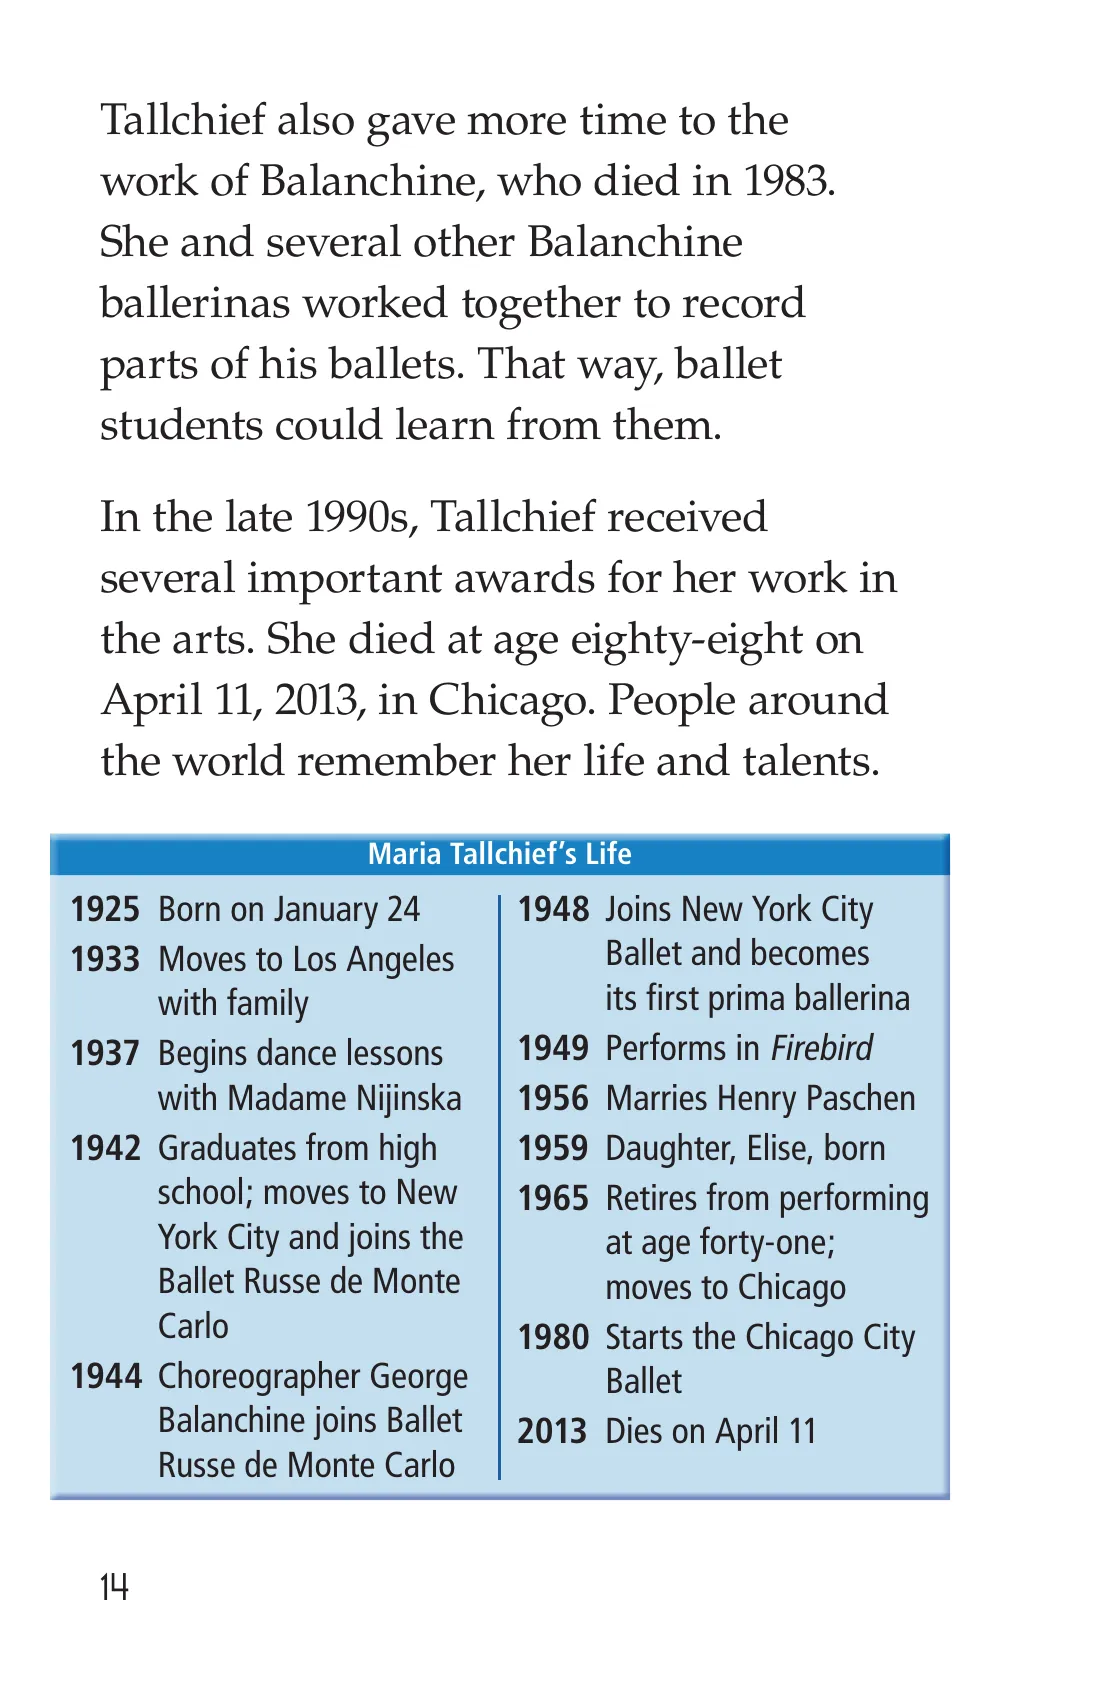 Tallchief also gave more time to the
work of Balanchine, who died in 1983.
She and several other Balanchine
ballerinas worked together to record
parts of his ballets. That way, ballet
students could learn from them.
In the late 1990s, Tallchief received
several important awards for her work in
the arts. She died at age eighty-eight on
April 11, 2013, in Chicago. People around
the world remember her life and talents.
Maria Tallchief’s Life
1925 Born on January 24
1933 Moves to Los Angeles
with family
1937 Begins dance lessons
with Madame Nijinska
1942 Graduates from high
school; moves to New
York City and joins the
Ballet Russe de Monte
Carlo
1944 Choreographer George
Balanchine joins Ballet
Russe de Monte Carlo
1948 Joins New York City
Ballet and becomes
its first prima ballerina
1949 Performs in Firebird
1956 Marries Henry Paschen
1959 Daughter, Elise, born
1965 Retires from performing
at age forty-one;
moves to Chicago
1980 Starts the Chicago City
Ballet
2013 Dies on April 11
14